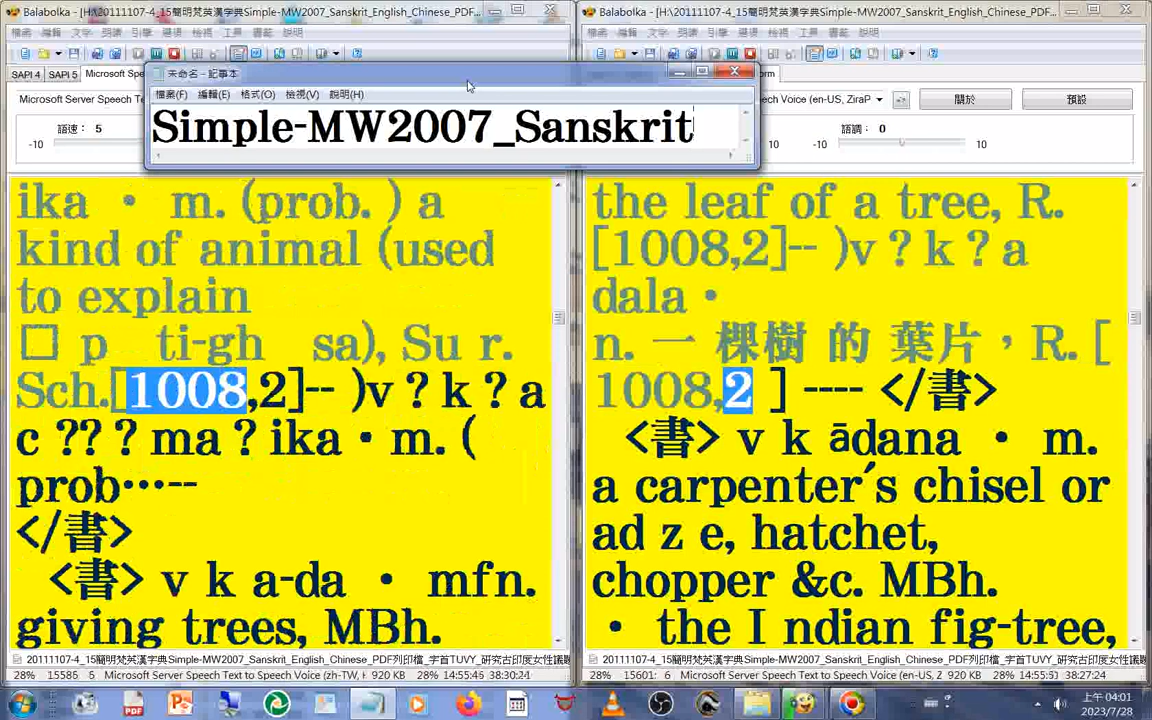 Balabolka - [H:\20111107-4_15簡明梵英漢字典Simple-MW2007_Sanskrit_English_Chinese_PDF...
Balabolka - [H:\20111107-4_15簡明梵英漢字典Simple-MW2007_Sanskrit_English_Chinese_PDF...
SAPI 4 SAPI 5
未命名 - 記事本
檔案(F) 編輯(E) 格式(O) 檢視(V) 說明(H)
Simple-MW2007_Sanskrit
Microsoft Server Speech
關於
預設
語速： 5
語調： 0
-10
-10
10
ika • m. (prob. ) a
kind of animal (used
to explain
□ p ti-gh sa), Su r.
Sch.[1008,2]-- )v ? k ? a
c ?? ? ma ? ika • m. (
prob…--
</書>
<書> v k a-da • mfn.
giving trees, MBh.
the leaf of a tree, R.
[1008,2]-- )v ? k ? a
dala •
n. 一 棵樹 的 葉片，R. [
1008,2 ] ---- </書>
<書> v k ādana • m.
a carpenter's chisel or
ad z e, hatchet,
chopper &c. MBh.
• the I ndian fig-tree,
20111107-4_15簡明梵英漢字典Simple-MW2007_Sanskrit_English_Chinese_PDF列印檔_字首TUVY_研究古印度女性議題
20111107-4_15簡明梵英漢字典Simple-MW2007_Sanskrit_English_Chinese_PDF列印檔_字首TUVY_研究古印度女性議題
28% 15585 : 5 Microsoft Server Speech Text to Speech Voice (zh-TW, 920 KB 14:55:45 38:30:24
28% 15601: 6 Microsoft Server Speech Text to Speech Voice (en-US, Z 920 KB 38:27:24
上午 04:01
2023/7/28